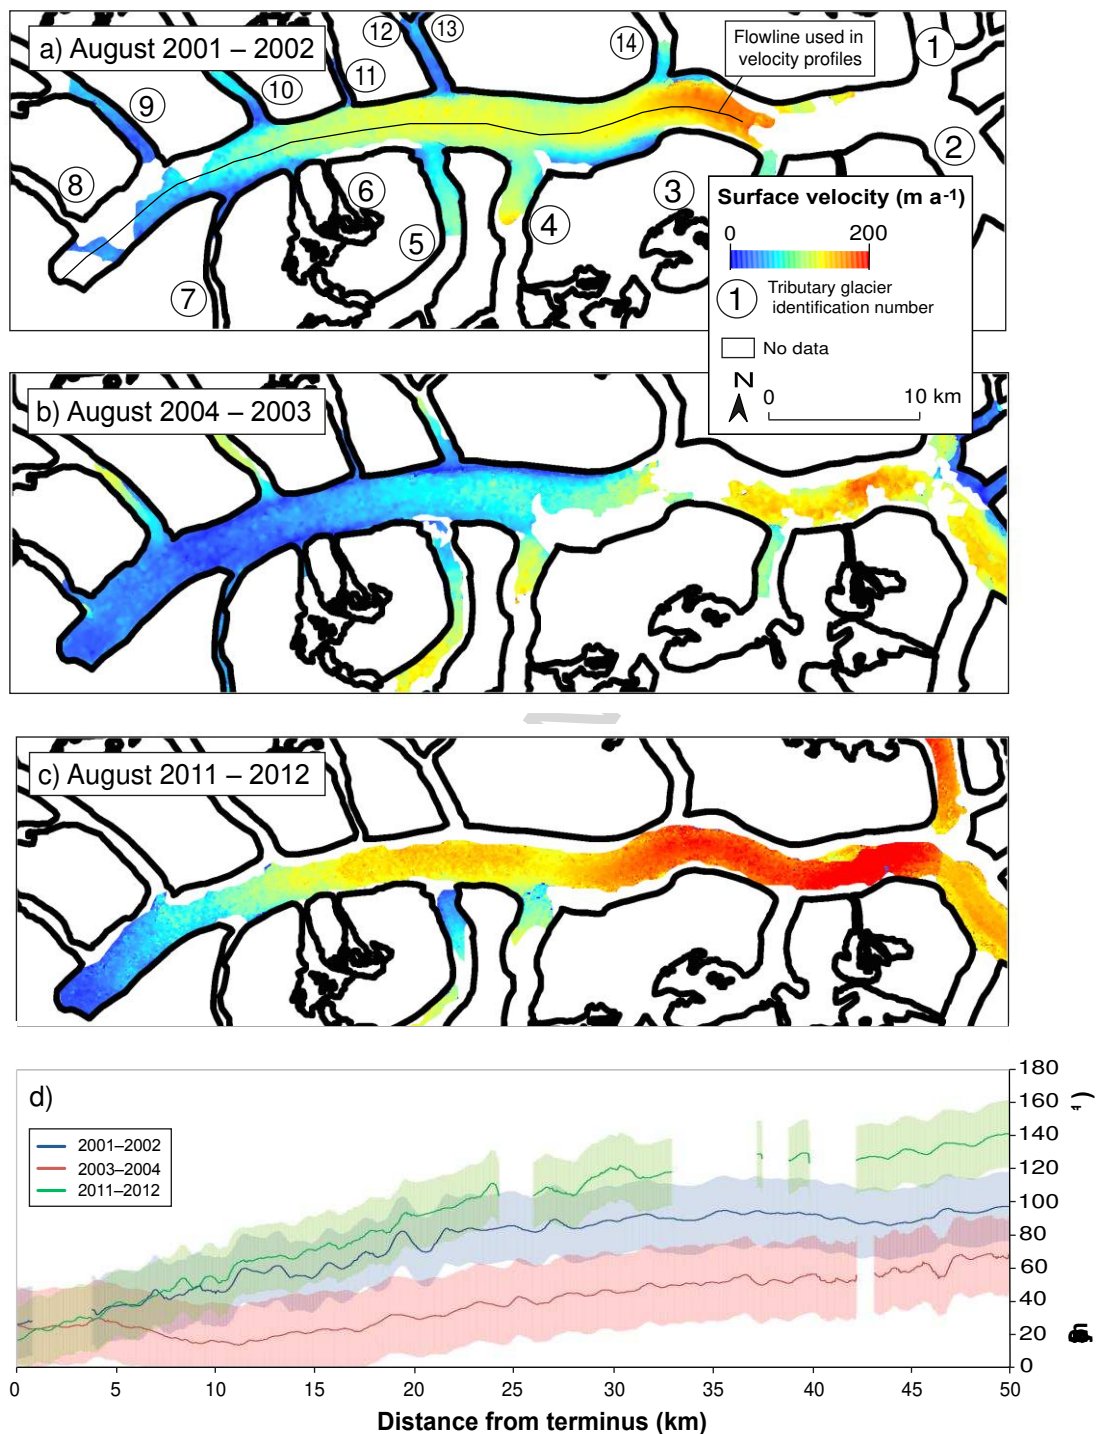 a) August 2001 – 2002
12
13
14
1
Flowline used in
velocity profiles
11
10
9
2
8
6
3
5
4
7
Surface velocity (m a-1)
0 200
1 Tributary glacier
identification number
No data
N
0 10 km
b) August 2004 – 2003
c) August 2011 – 2012
d)
2001–2002
2003–2004
2011–2012
180
160
140
120
100
80
60
40
20
0
0 5 10 15 20 25 30 35 40 45 50
Distance from terminus (km)